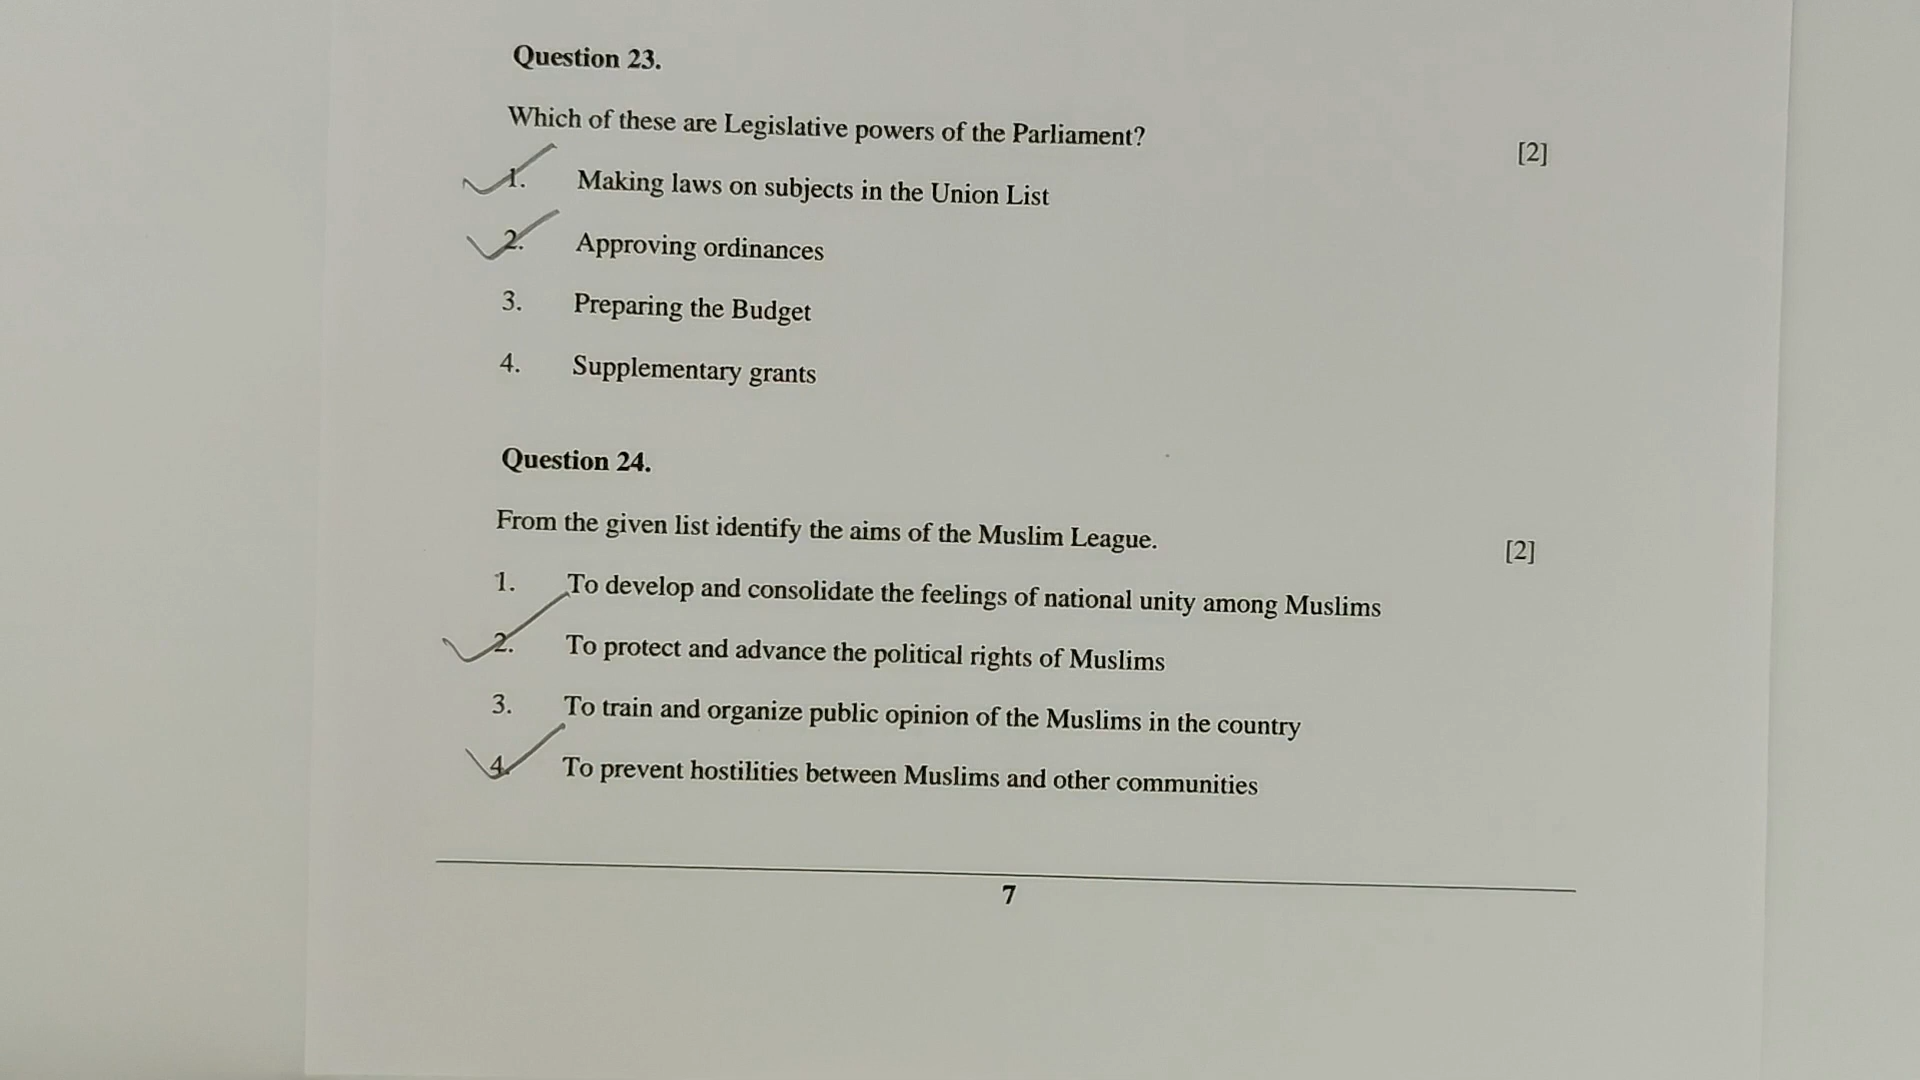 Question 23.
Which of these are Legislative powers of the Parliament?
[2]
1. Making laws on subjects in the Union List
2. Approving ordinances
3. Preparing the Budget
4. Supplementary grants
Question 24.
From the given list identify the aims of the Muslim League.
[2]
1. To develop and consolidate the feelings of national unity among Muslims
2. To protect and advance the political rights of Muslims
3. To train and organize public opinion of the Muslims in the country
4. To prevent hostilities between Muslims and other communities
7